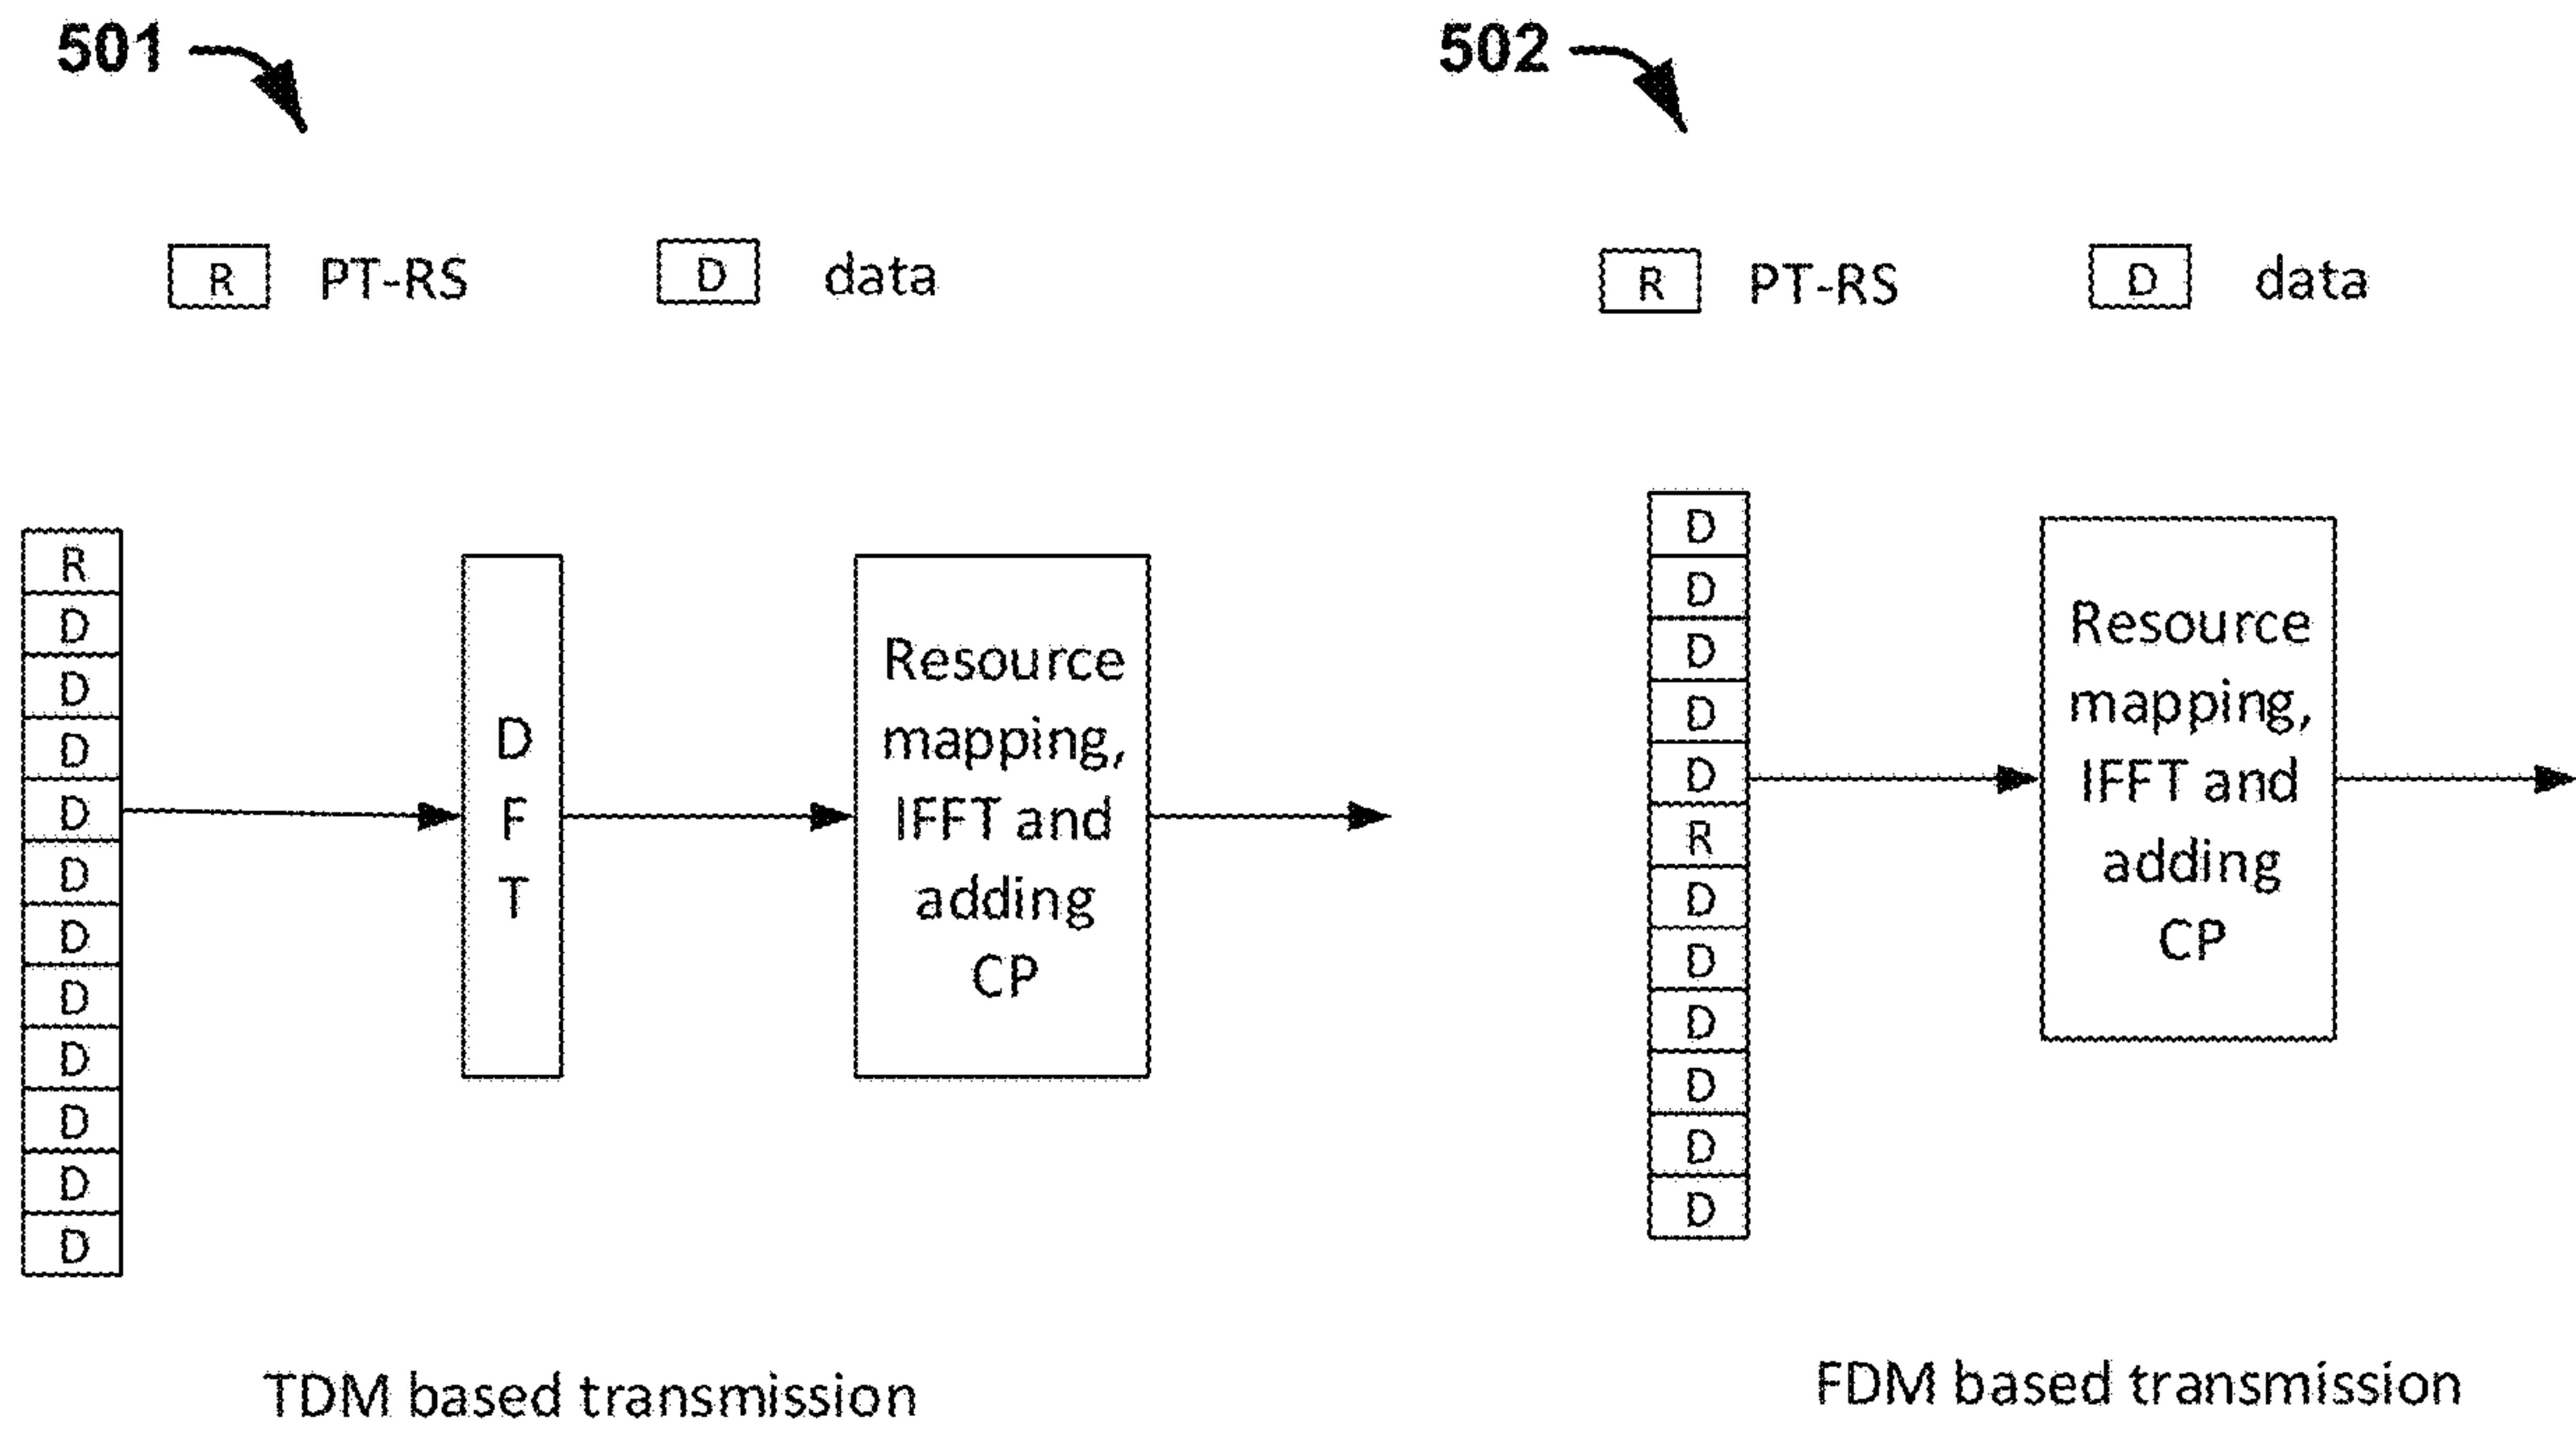 501
R PT-RS D data
R
D
D
D
D
D
D
D
D
D
D
D
D
F
T
Resource
mapping,
IFFT and
adding
CP
TDM based transmission
502
R PT-RS D data
D
D
D
D
D
R
D
D
D
D
D
D
Resource
mapping,
IFFT and
adding
CP
FDM based transmission